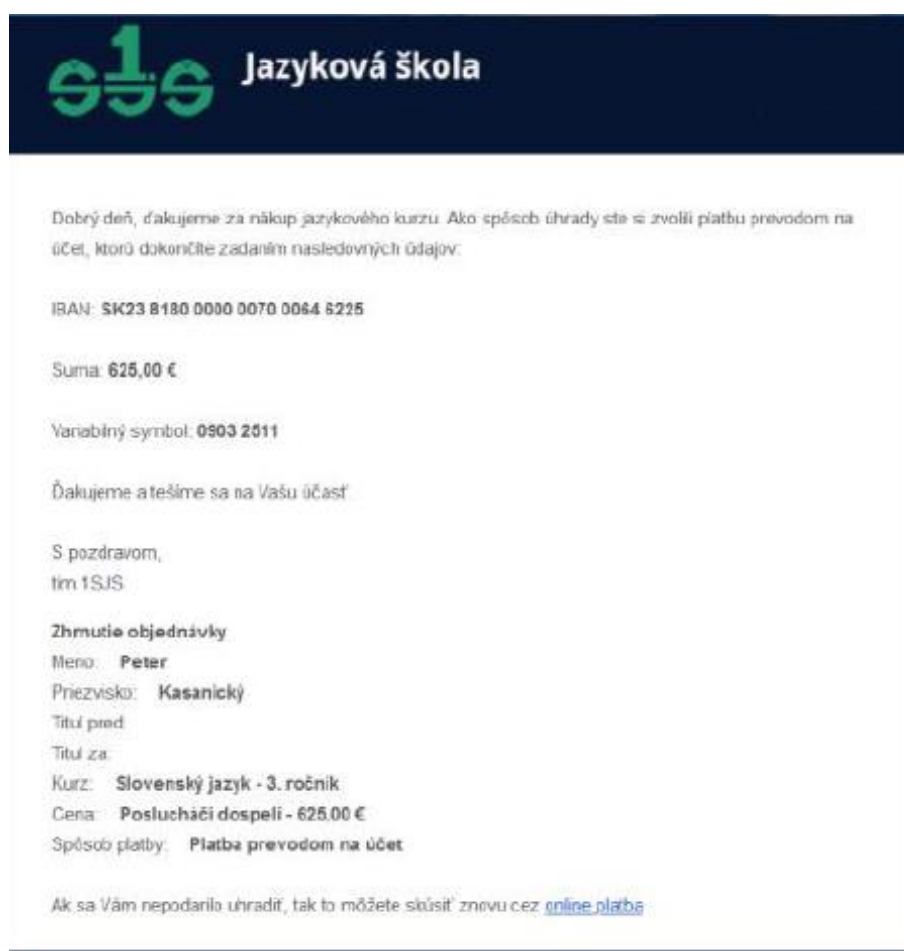 1
SJS
Jazyková škola
Dobrý deň, ďakujeme za nákup jazykového kurzu. Ako spôsob úhrady ste si zvolili platbu prevodom na
účet, ktorú dokončíte zadaním nasledovných údajov:
IBAN: SK23 8180 0000 0070 0064 6225
Suma: 625,00 €
Variabilný symbol: 0903 2511
Ďakujeme a tešíme sa na Vašu účasť.
S pozdravom,
tím 1SJS
Zhrnutie objednávky
Meno: Peter
Priezvisko: Kasanický
Titul pred:
Titul za:
Kurz: Slovenský jazyk - 3. ročník
Cena: Poslucháči dospelí - 625.00 €
Spôsob platby: Platba prevodom na účet
Ak sa Vám nepodarilo uhradiť, tak to môžete skúsiť znovu cez online platba